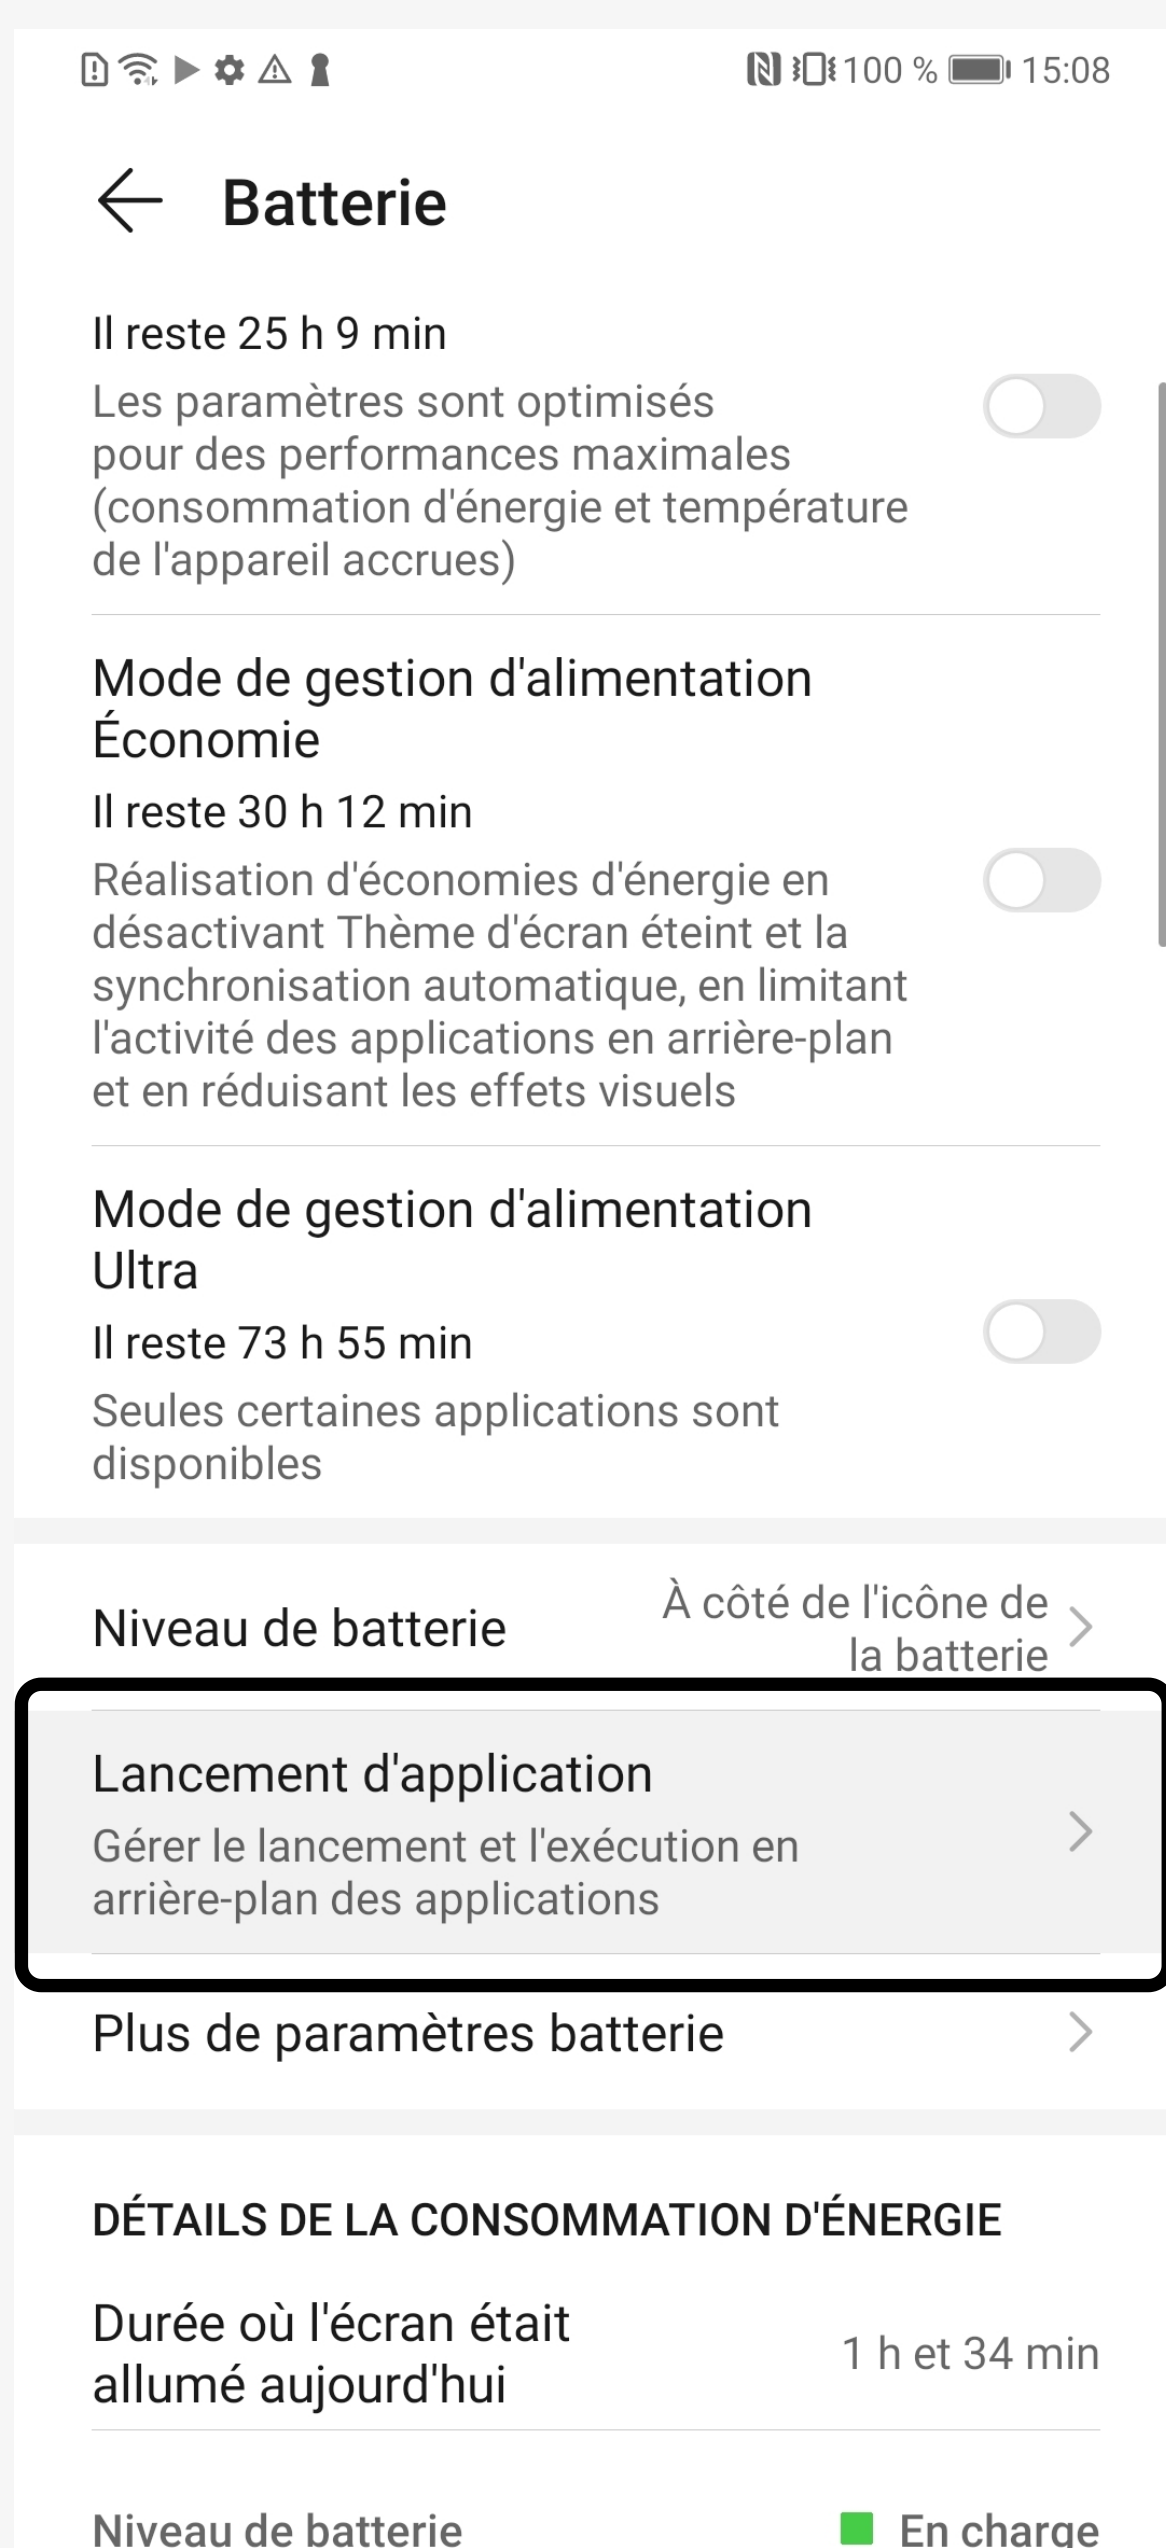 100 % 15:08
Batterie
Il reste 25 h 9 min
Les paramètres sont optimisés
pour des performances maximales
(consommation d'énergie et température
de l'appareil accrues)
Mode de gestion d'alimentation
Économie
Il reste 30 h 12 min
Réalisation d'économies d'énergie en
désactivant Thème d'écran éteint et la
synchronisation automatique, en limitant
l'activité des applications en arrière-plan
et en réduisant les effets visuels
Mode de gestion d'alimentation
Ultra
Il reste 73 h 55 min
Seules certaines applications sont
disponibles
Niveau de batterie
À côté de l'icône de
la batterie
Lancement d'application
Gérer le lancement et l'exécution en
arrière-plan des applications
Plus de paramètres batterie
DÉTAILS DE LA CONSOMMATION D'ÉNERGIE
Durée où l'écran était
allumé aujourd'hui
1 h et 34 min
Niveau de batterie
En charge